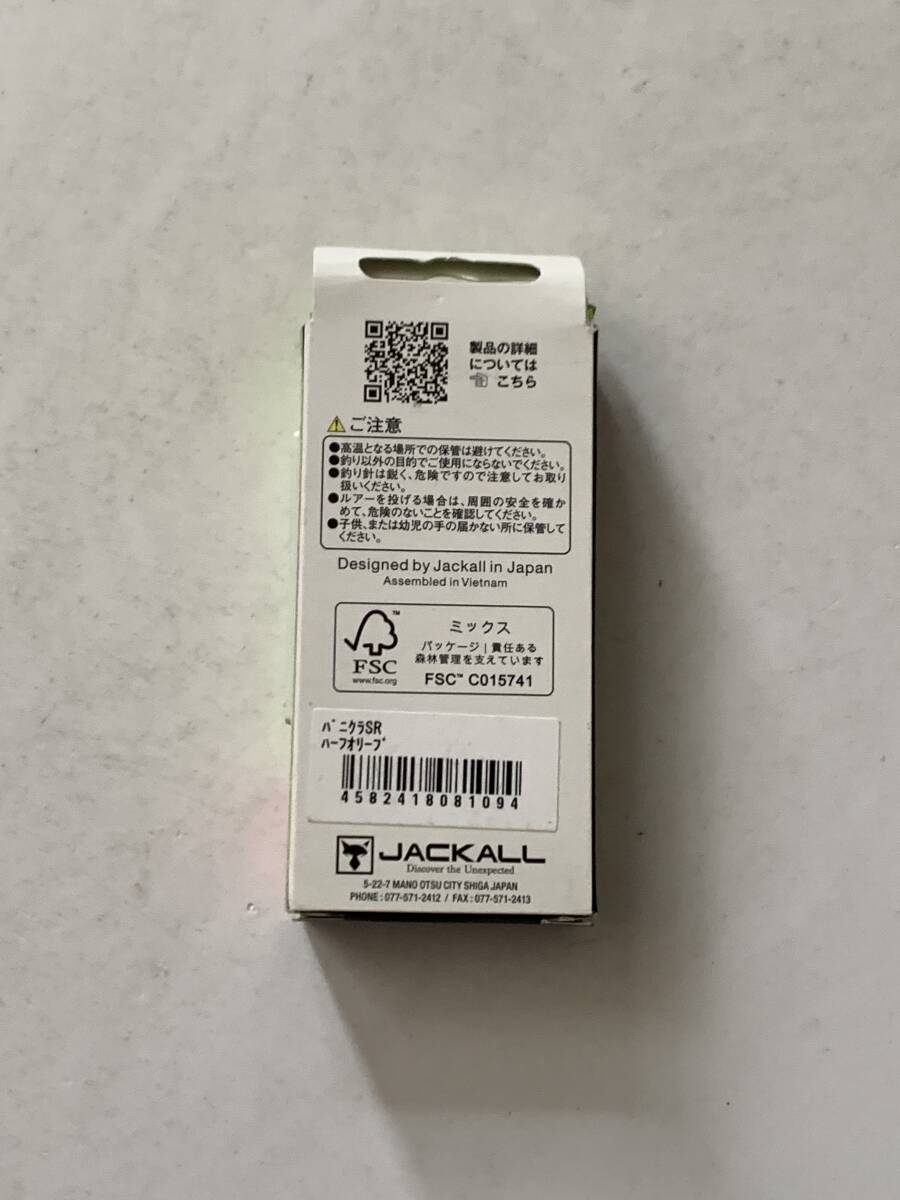 製品の詳細
については
こちら
ご注意
●高温となる場所での保管は避けてください。
●釣り以外の目的でご使用にならないでください。
●釣り針は鋭く、危険ですので注意してお取り
扱いください。
●ルアーを投げる場合は、周囲の安全を確か
めて、危険のないことを確認してください。
●子供、または幼児の手の届かない所に保管して
ください。
Designed by Jackall in Japan
Assembled in Vietnam
FSC
www.fsc.org
ミックス
パッケージ | 責任ある
森林管理を支えています
FSC™ C015741
ﾊﾞﾆｸﾗSR
ﾊｰﾌｵﾘｰﾌﾞ
4582418081094
JACKALL
Discover the Unexpected
5-22-7 MANO OTSU CITY SHIGA JAPAN
PHONE : 077-571-2412 / FAX : 077-571-2413